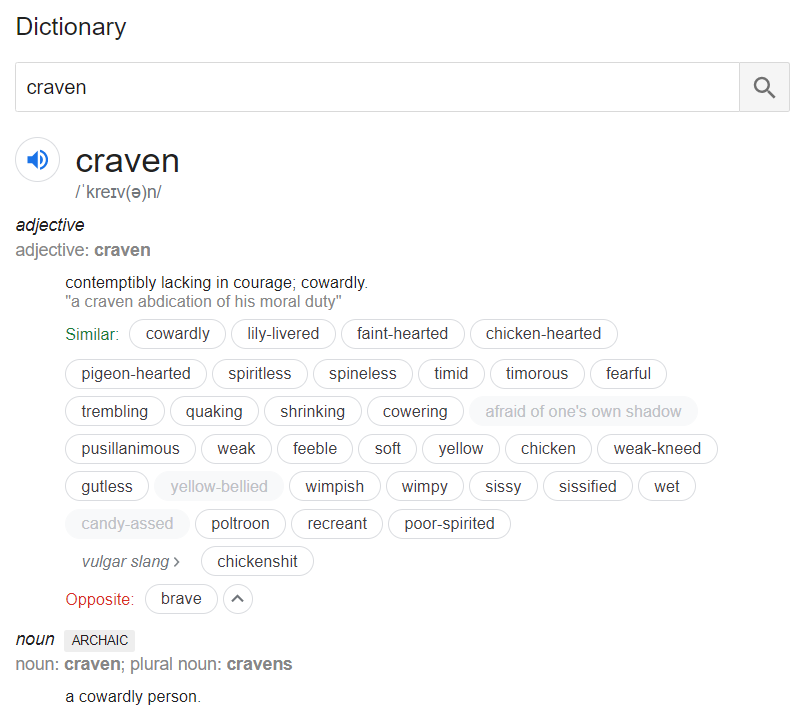 Dictionary
craven
craven
/ˈkreɪv(ə)n/
adjective
adjective: craven
contemptibly lacking in courage; cowardly.
"a craven abdication of his moral duty"
Similar: cowardly lily-livered faint-hearted chicken-hearted
pigeon-hearted spiritless spineless timid timorous fearful
trembling quaking shrinking cowering afraid of one's own shadow
pusillanimous weak feeble soft yellow chicken weak-kneed
gutless yellow-bellied wimpish wimpy sissy sissified wet
candy-assed poltroon recreant poor-spirited
vulgar slang > chickenshit
Opposite: brave
noun ARCHAIC
noun: craven; plural noun: cravens
a cowardly person.